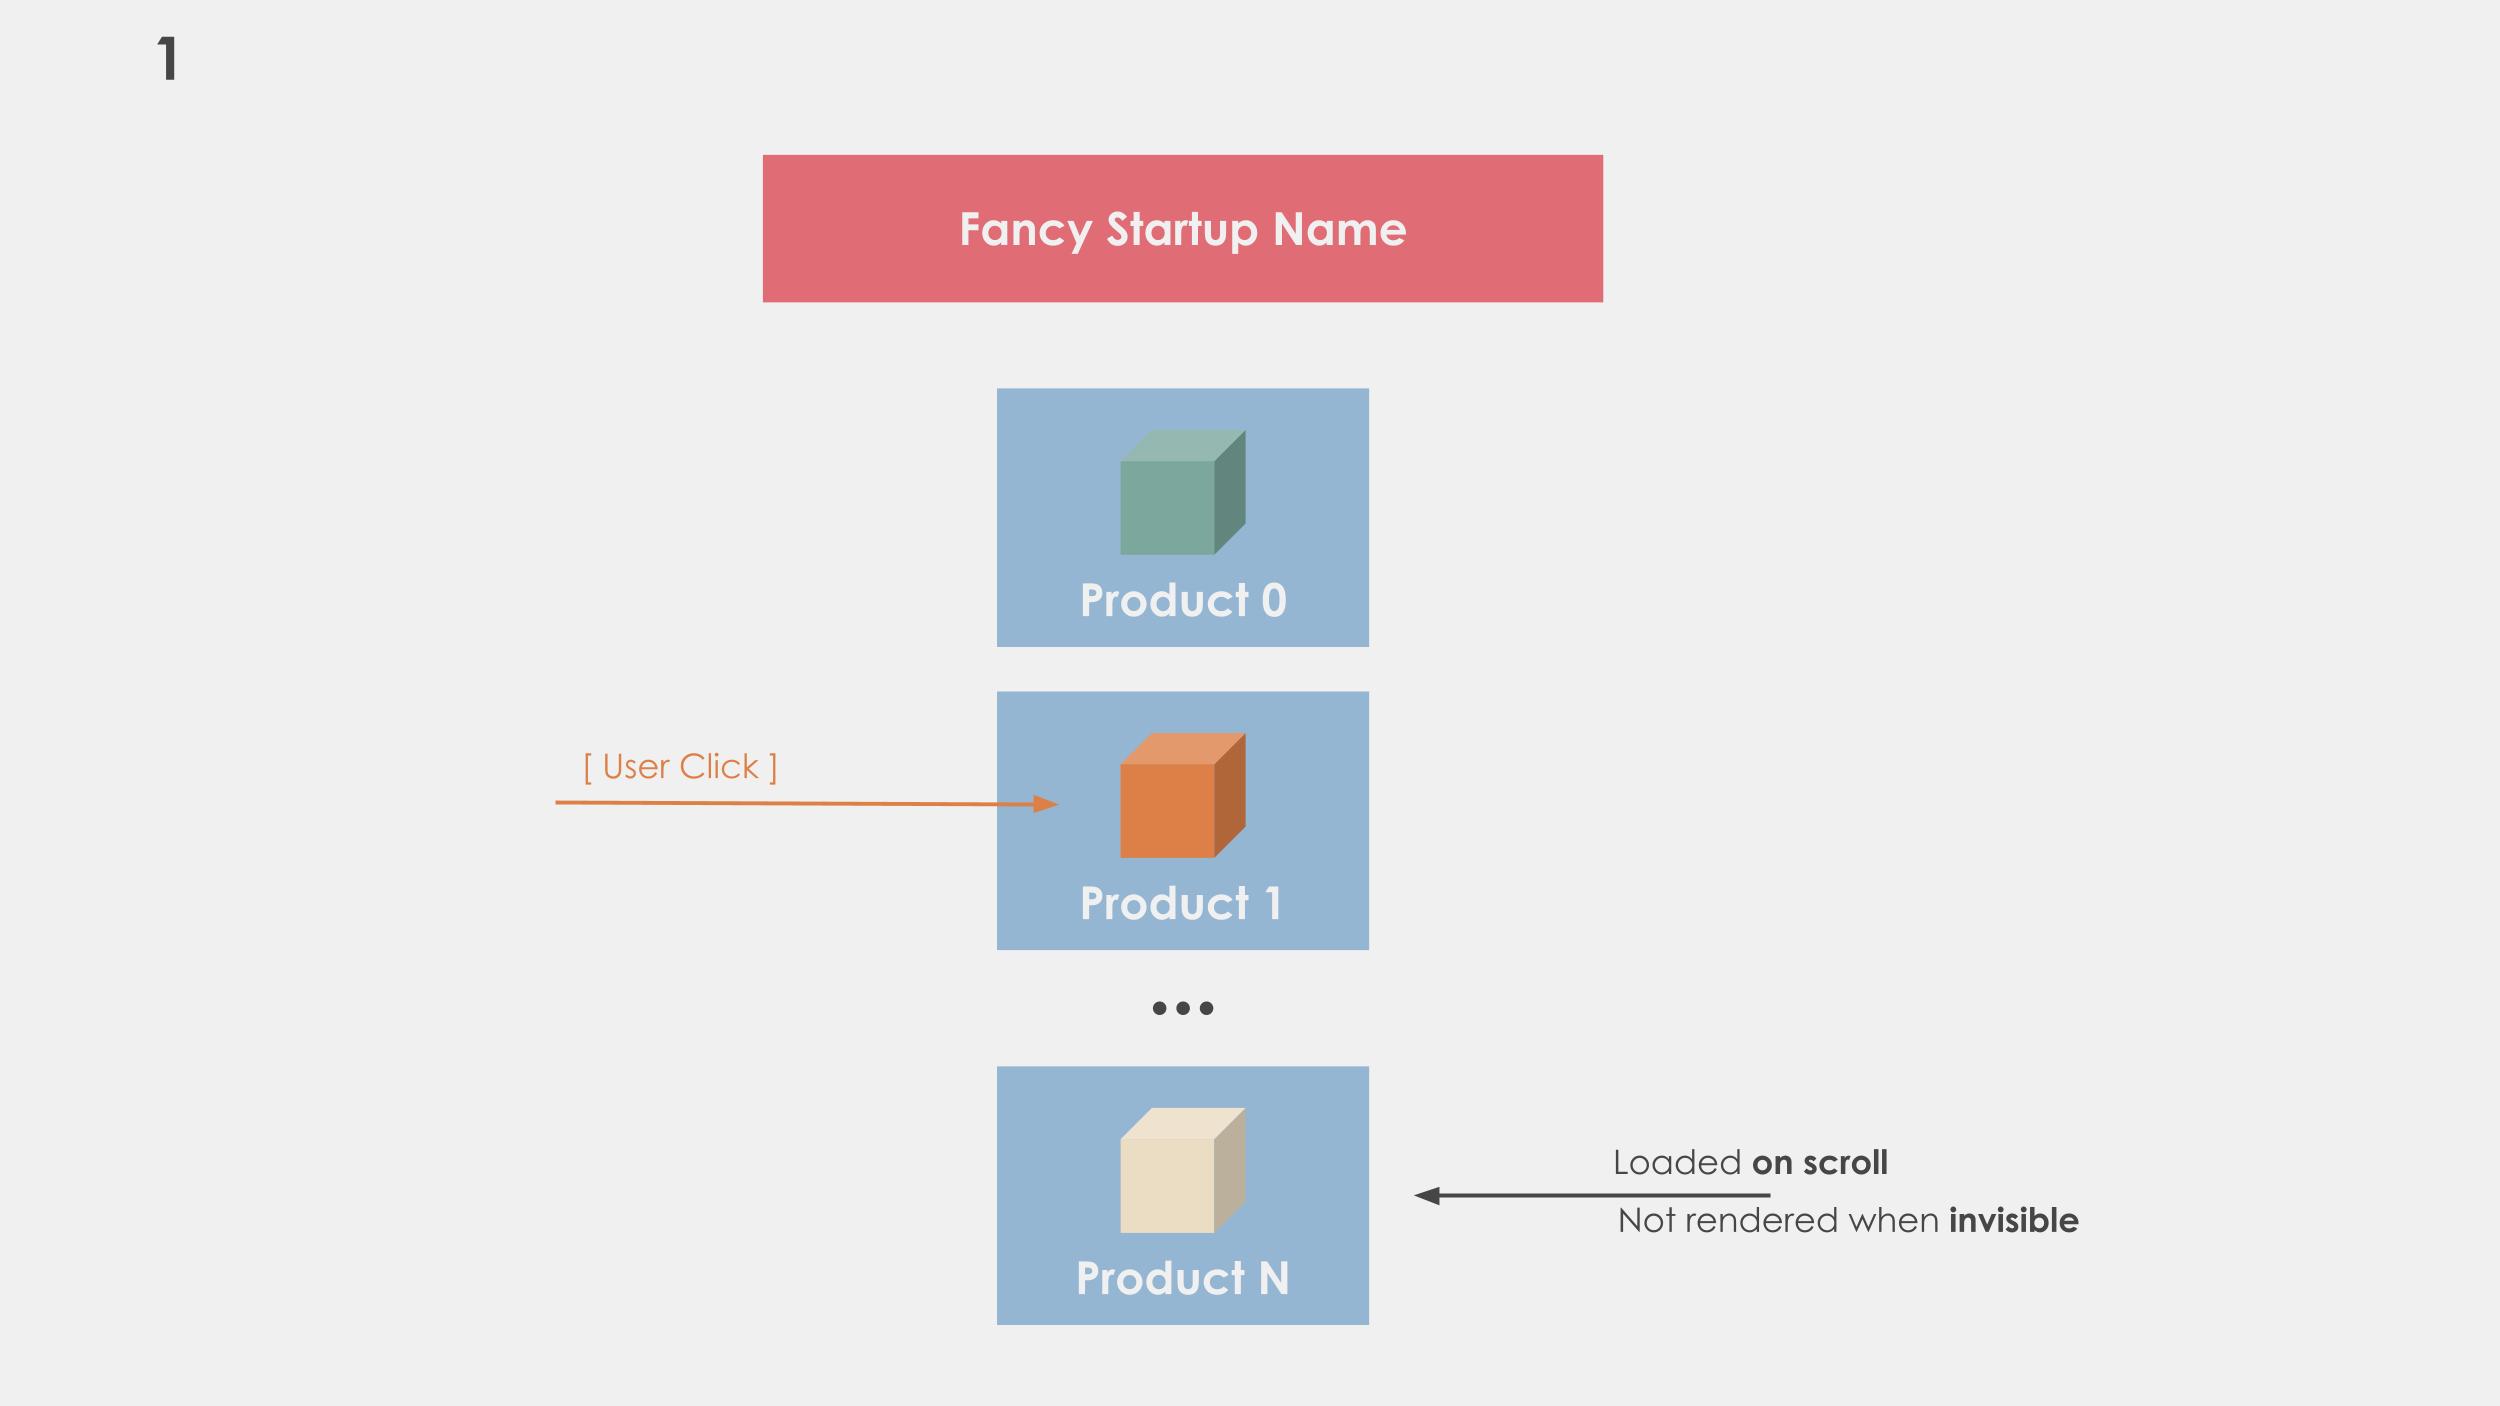 1
Fancy Startup Name
Product 0
[ User Click ]
Product 1
...
Loaded on scroll
Not rendered when invisible
Product N